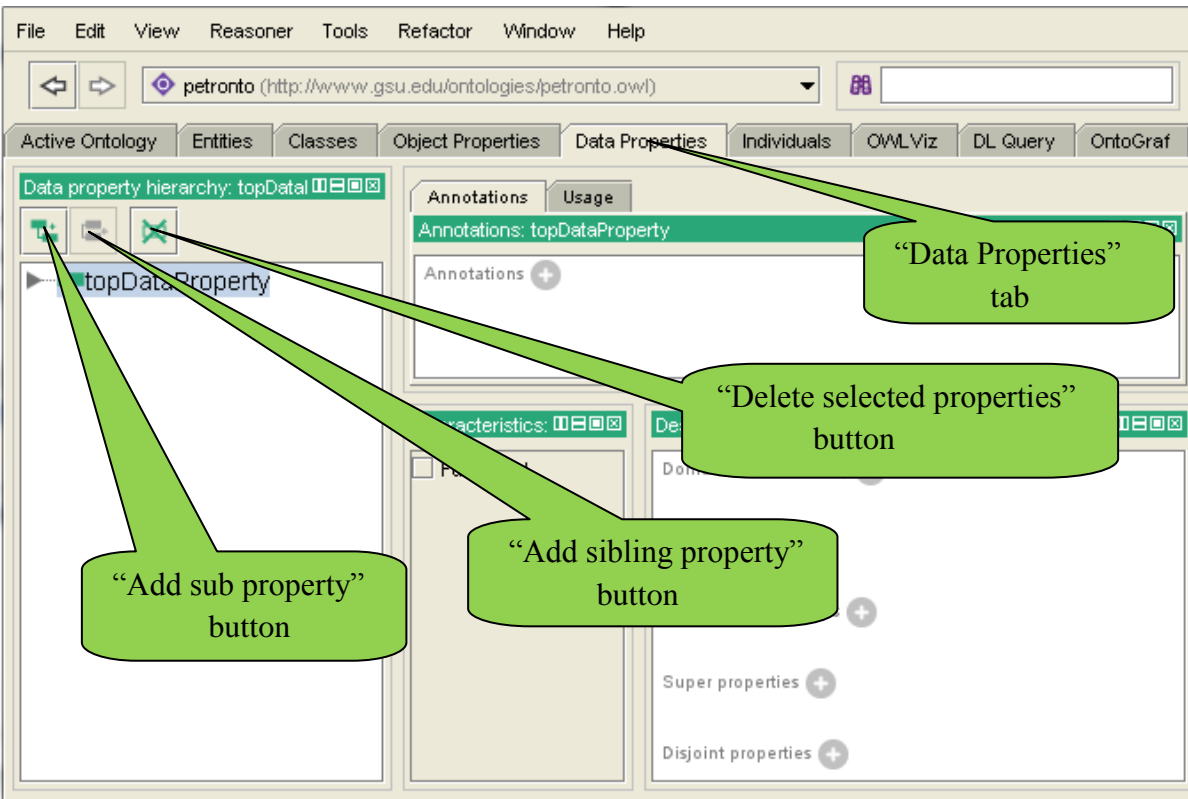 File Edit View Reasoner Tools Refactor Window Help
petronto (http://www.gsu.edu/ontologies/petronto.owl)
Active Ontology Entities Classes Object Properties Data Properties Individuals OWLViz DL Query OntoGraf
Data property hierarchy: topDatal
topDataProperty
Annotations Usage
Annotations: topDataProperty
Annotations
“Data Properties”
tab
“Delete selected properties”
button
“Add sibling property”
button
“Add sub property”
button
Super properties
Disjoint properties